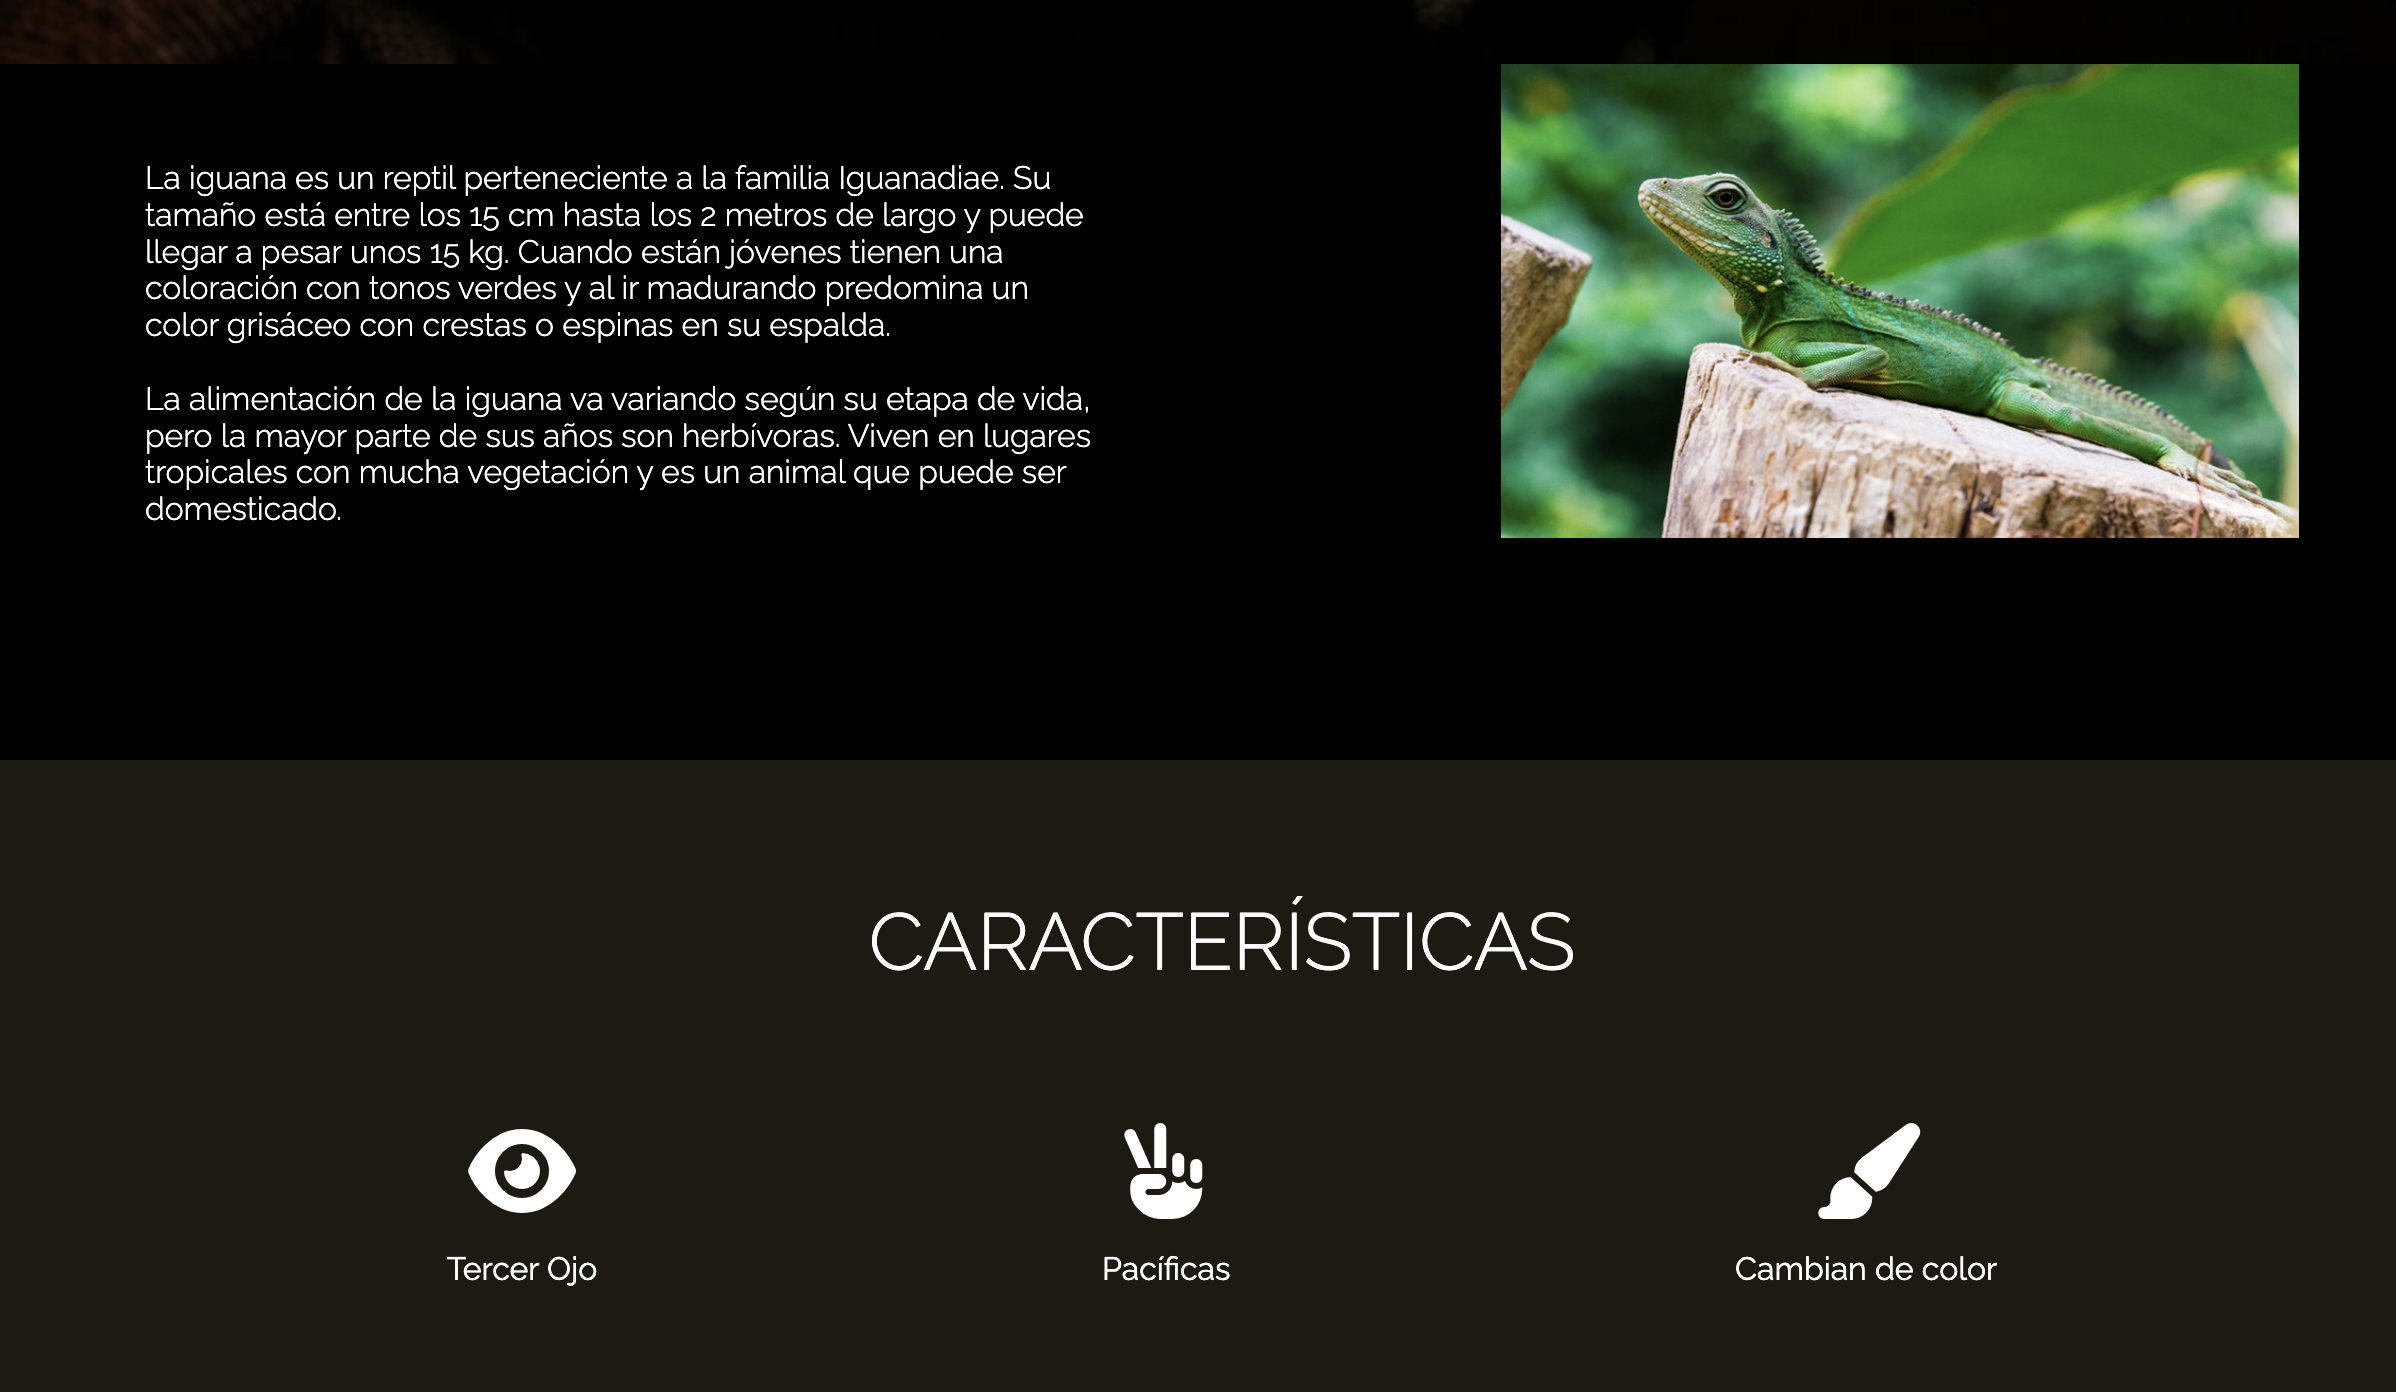 La iguana es un reptil perteneciente a la familia Iguanadiae. Su
tamaño está entre los 15 cm hasta los 2 metros de largo y puede
llegar a pesar unos 15 kg. Cuando están jóvenes tienen una
coloración con tonos verdes y al ir madurando predomina un
color grisáceo con crestas o espinas en su espalda.
La alimentación de la iguana va variando según su etapa de vida,
pero la mayor parte de sus años son herbívoras. Viven en lugares
tropicales con mucha vegetación y es un animal que puede ser
domesticado.
CARACTERÍSTICAS
Tercer Ojo
Pacíficas
Cambian de color